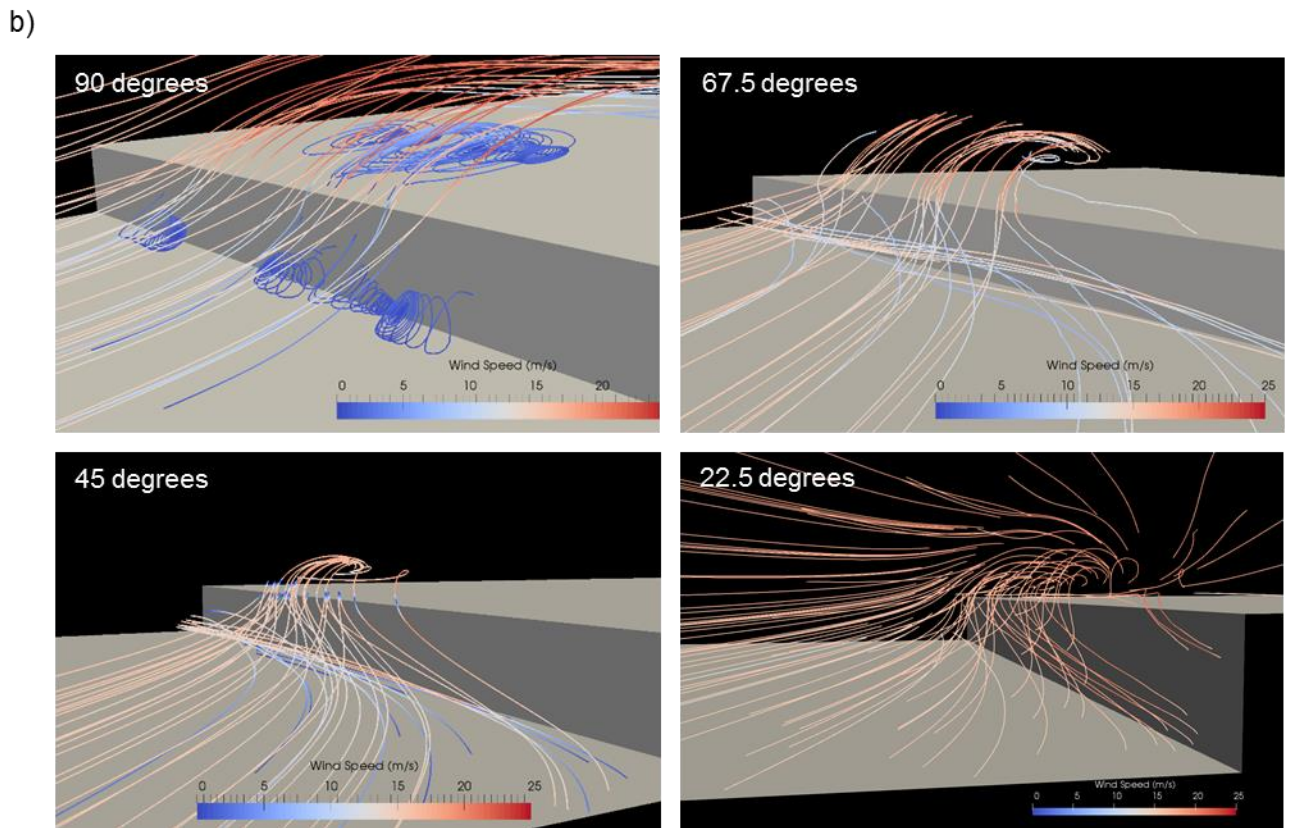 b)
90 degrees
Wind Speed (m/s)
0 5 10 15 20
67.5 degrees
Wind Speed (m/s)
0 5 10 15 20 25
45 degrees
Wind Speed (m/s)
0 5 10 15 20 25
22.5 degrees
Wind Speed (m/s)
0 5 10 15 20 25